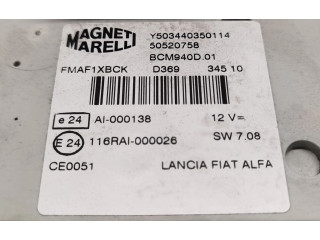 MAGNETI MARELLI Y503440350114
50520758
BCM940D.01
FMAF1XBCK D369 345 10
e 24 AI-000138 12 V=
E 24 116RAI-000026 SW 7.08
CE0051 LANCIA FIAT ALFA